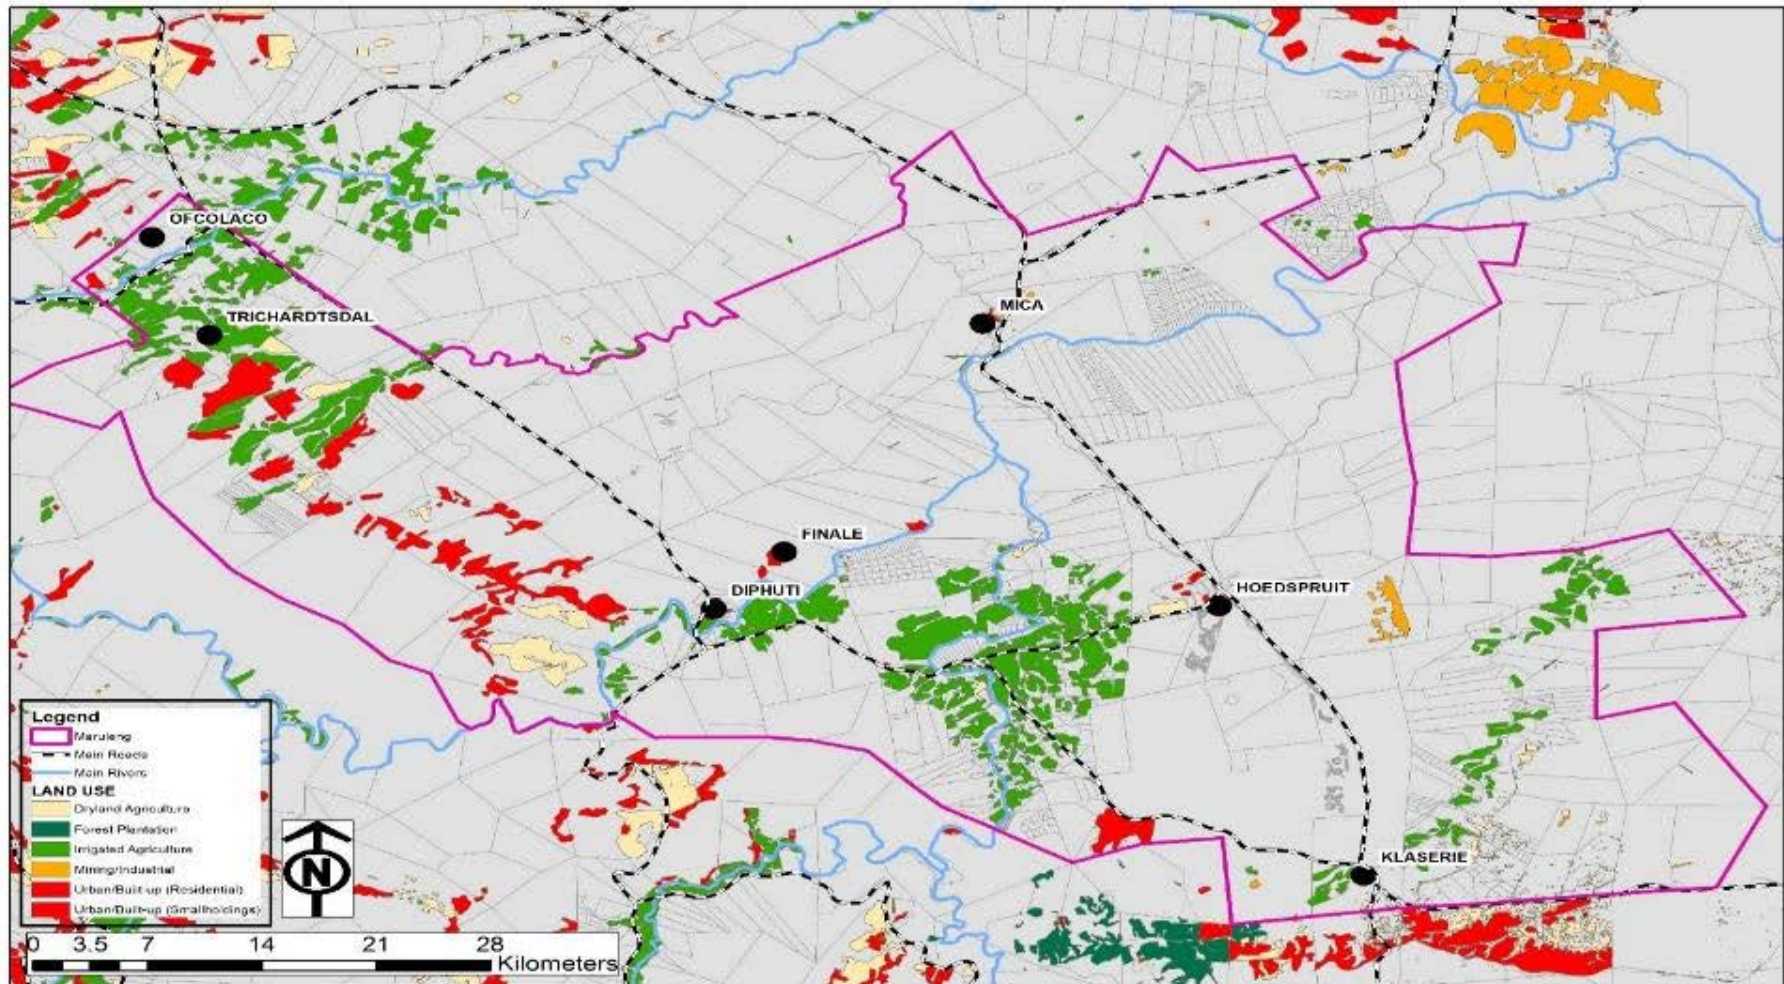 OFCOLACO
TRICHARDTSDAL
MICA
FINALE
DIPHUTI
HOEDSPRUIT
KLASERIE
Legend
Maruleng
Main Roads
Main Rivers
LAND USE
Dryland Agriculture
Forest Plantation
Irrigated Agriculture
Mining/Industrial
Urban/Built-up (Residential)
Urban/Built-up (Smallholdings)
N
0 3.5 7 14 21 28
Kilometers